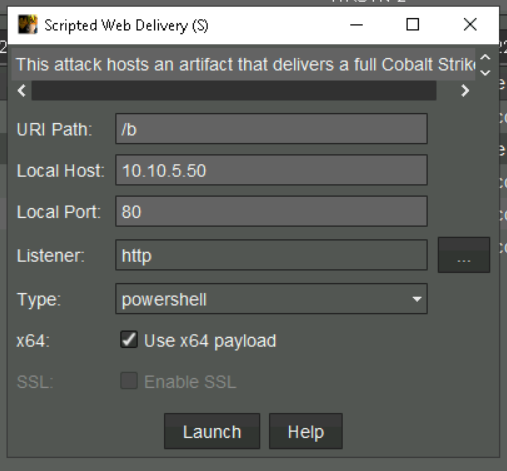 Scripted Web Delivery (S)
This attack hosts an artifact that delivers a full Cobalt
URI Path: /b
Local Host: 10.10.5.50
Local Port: 80
Listener: http ...
Type: powershell
x64: Use x64 payload
SSL: Enable SSL
Launch Help